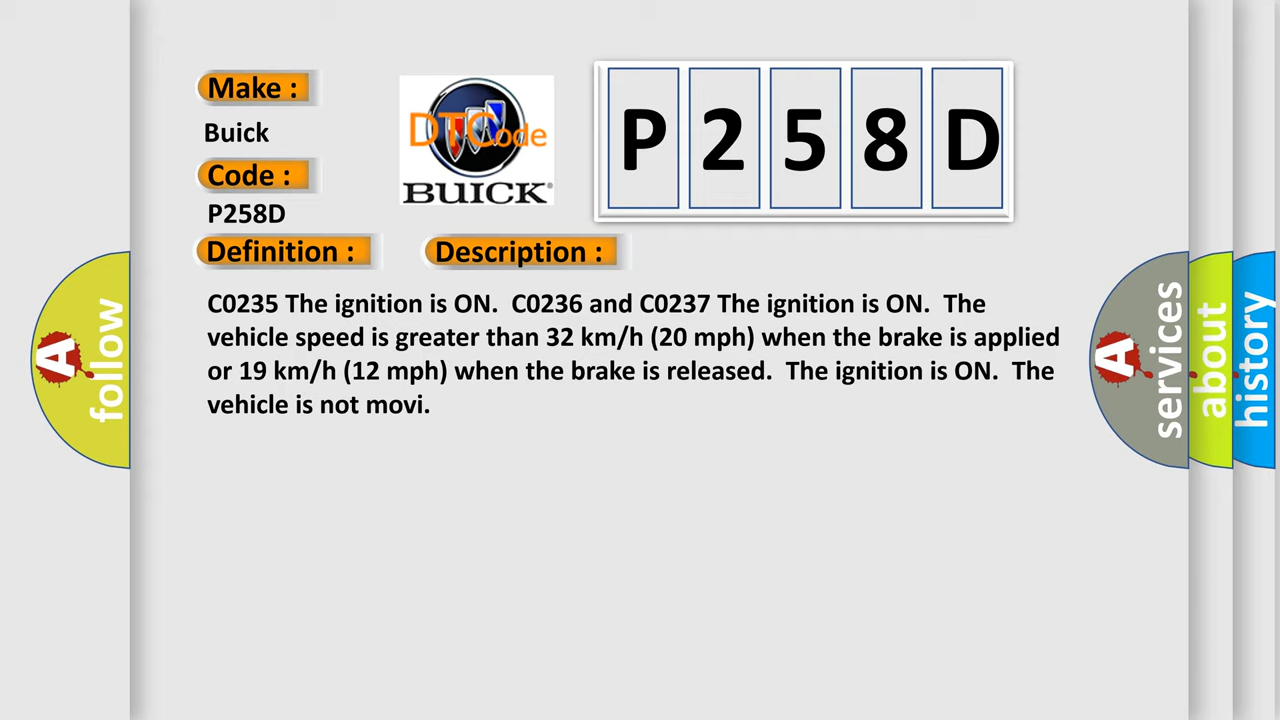 Make :
Buick
Code :
P258D
Definition :
Description :
DTCode
BUICK
P258D
C0235 The ignition is ON. C0236 and C0237 The ignition is ON. The
vehicle speed is greater than 32 km/h (20 mph) when the brake is applied
or 19 km/h (12 mph) when the brake is released. The ignition is ON. The
vehicle is not movi.
A follow
A services
about
history